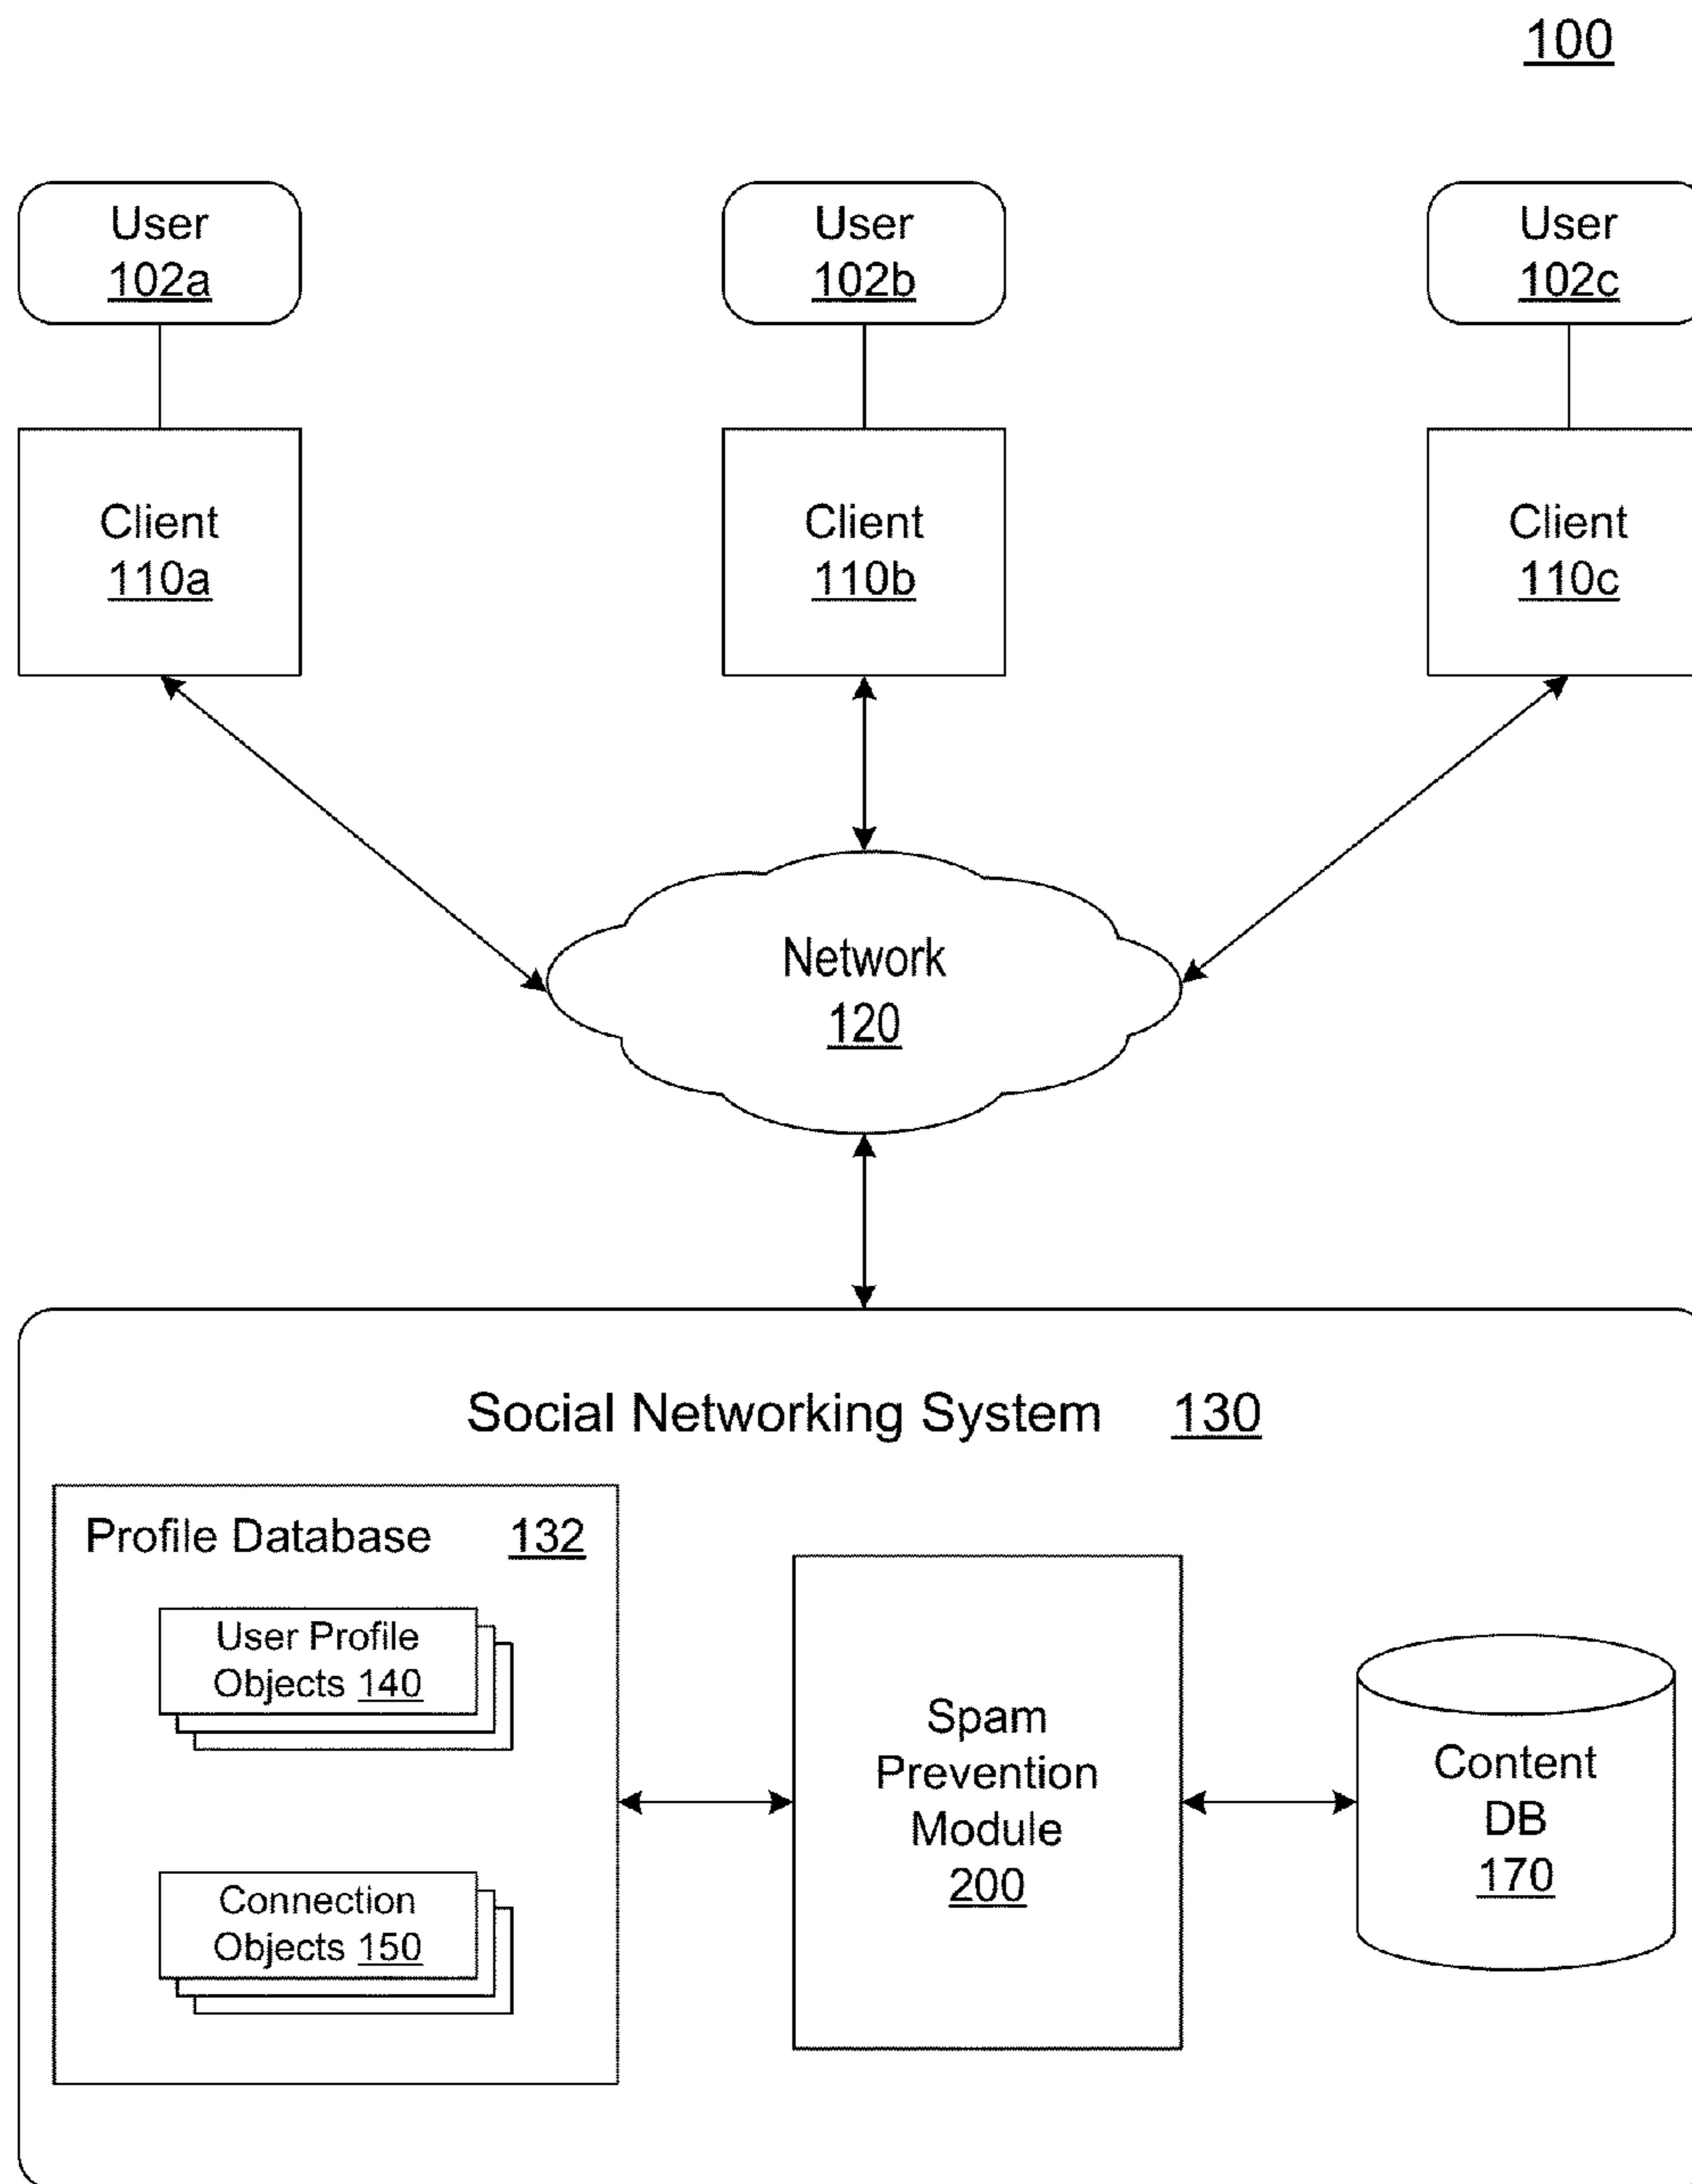 100
User
102a
User
102b
User
102c
Client
110a
Client
110b
Client
110c
Network
120
Social Networking System 130
Profile Database 132
User Profile
Objects 140
Connection
Objects 150
Spam
Prevention
Module
200
Content
DB
170